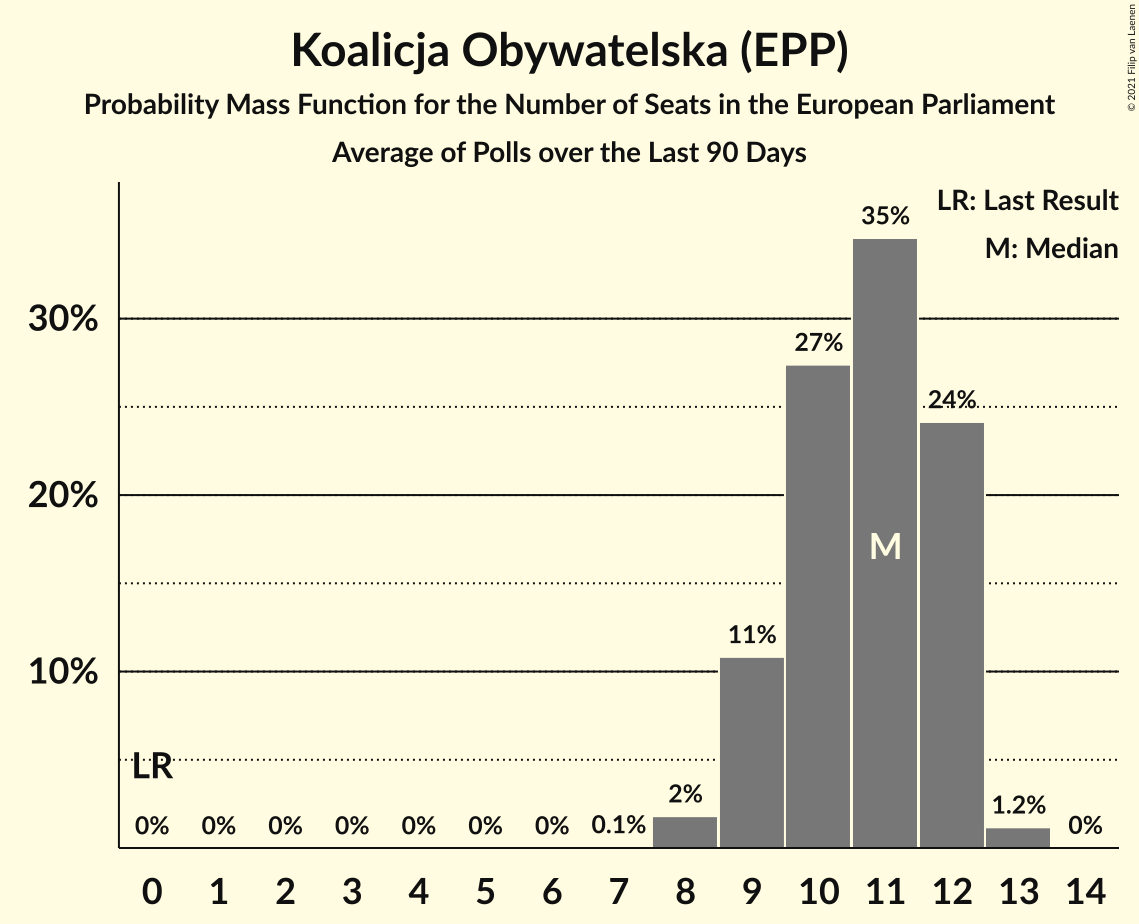 Koalicja Obywatelska (EPP)
Probability Mass Function for the Number of Seats in the European Parliament
Average of Polls over the Last 90 Days
© 2021 Filip van Laenen
LR: Last Result
M: Median
30%
20%
10%
LR
0% 0% 0% 0% 0% 0% 0% 0.1% 2% 11% 27% 35% 24% 1.2% 0%
M
0 1 2 3 4 5 6 7 8 9 10 11 12 13 14